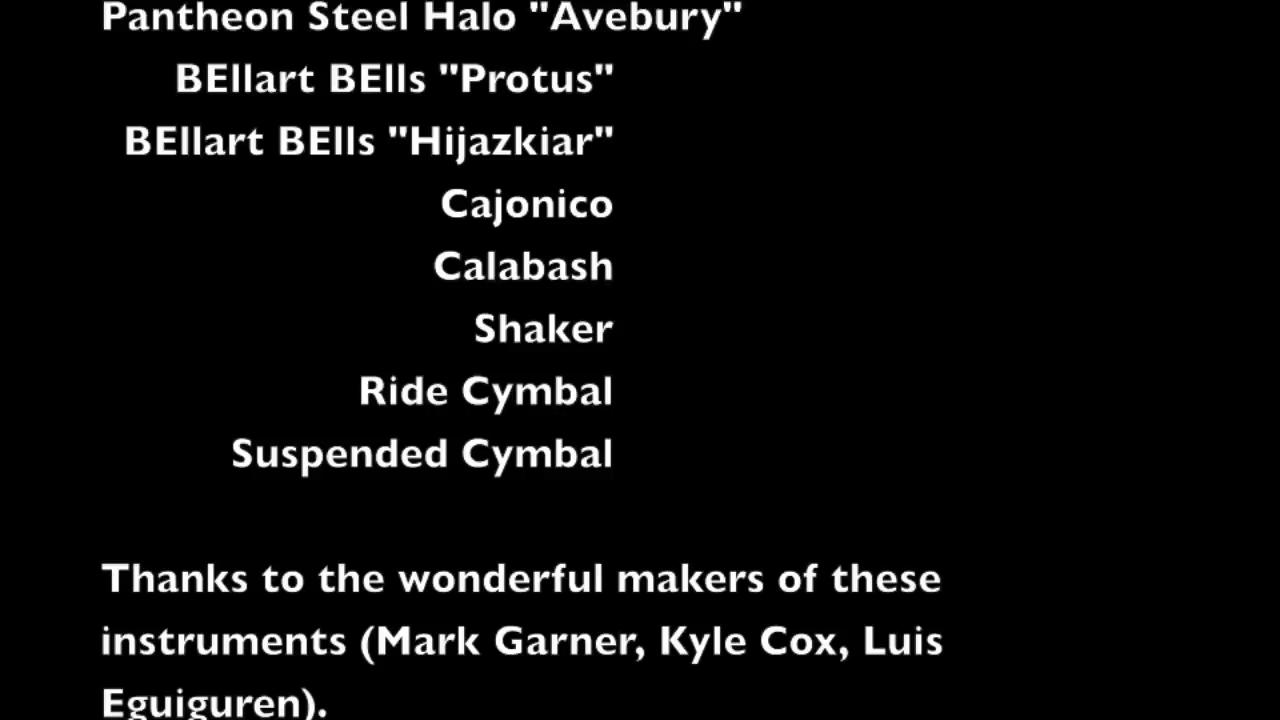 Pantheon Steel Halo "Avebury"
BEllart BElls "Protus"
BEllart BElls "Hijazkiar"
Cajonico
Calabash
Shaker
Ride Cymbal
Suspended Cymbal
Thanks to the wonderful makers of these
instruments (Mark Garner, Kyle Cox, Luis
Eguiguren).